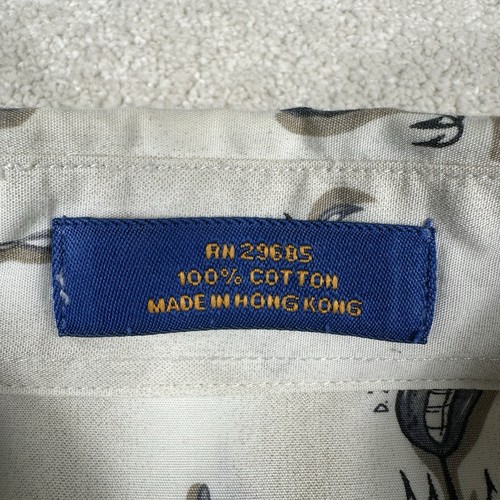 RN 29685
100% COTTON
MADE IN HONG KONG
D.